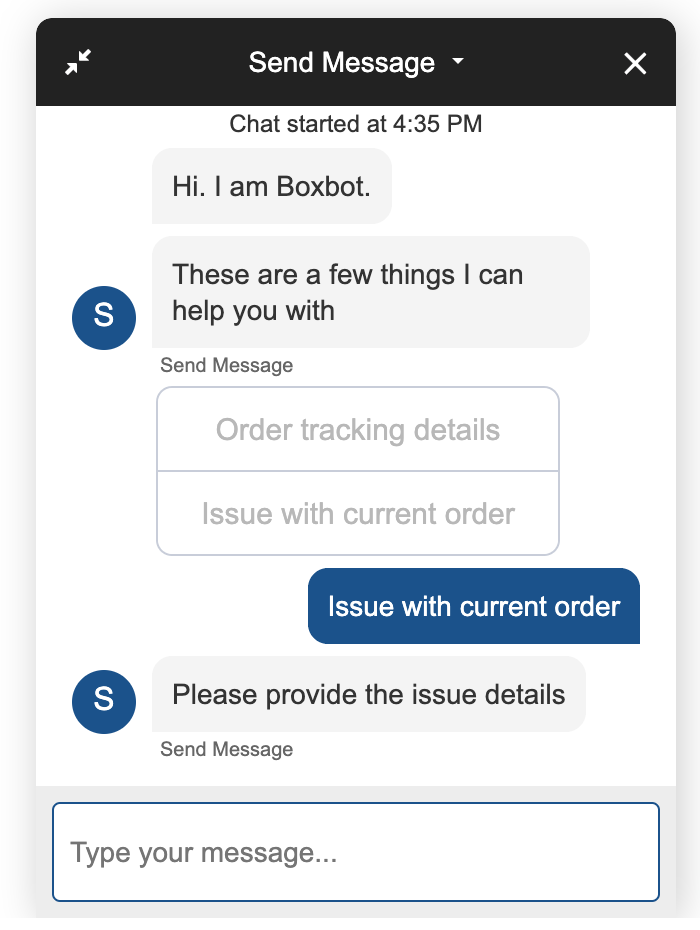 Send Message
Chat started at 4:35 PM
Hi. I am Boxbot.
These are a few things I can
help you with
S
Send Message
Order tracking details
Issue with current order
Issue with current order
Please provide the issue details
S
Send Message
Type your message...